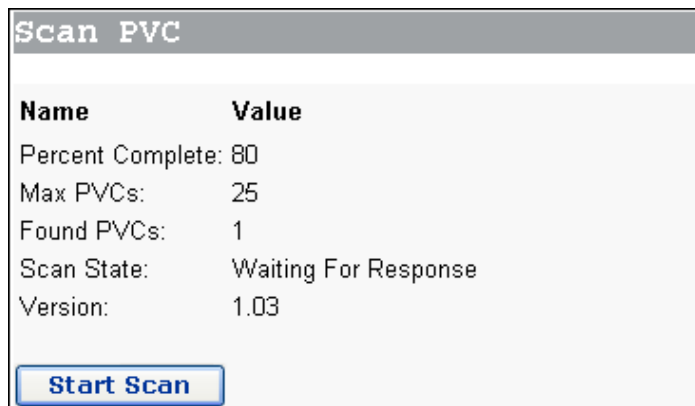 Scan PVC
Name Value
Percent Complete: 80
Max PVCs: 25
Found PVCs: 1
Scan State: Waiting For Response
Version: 1.03
Start Scan